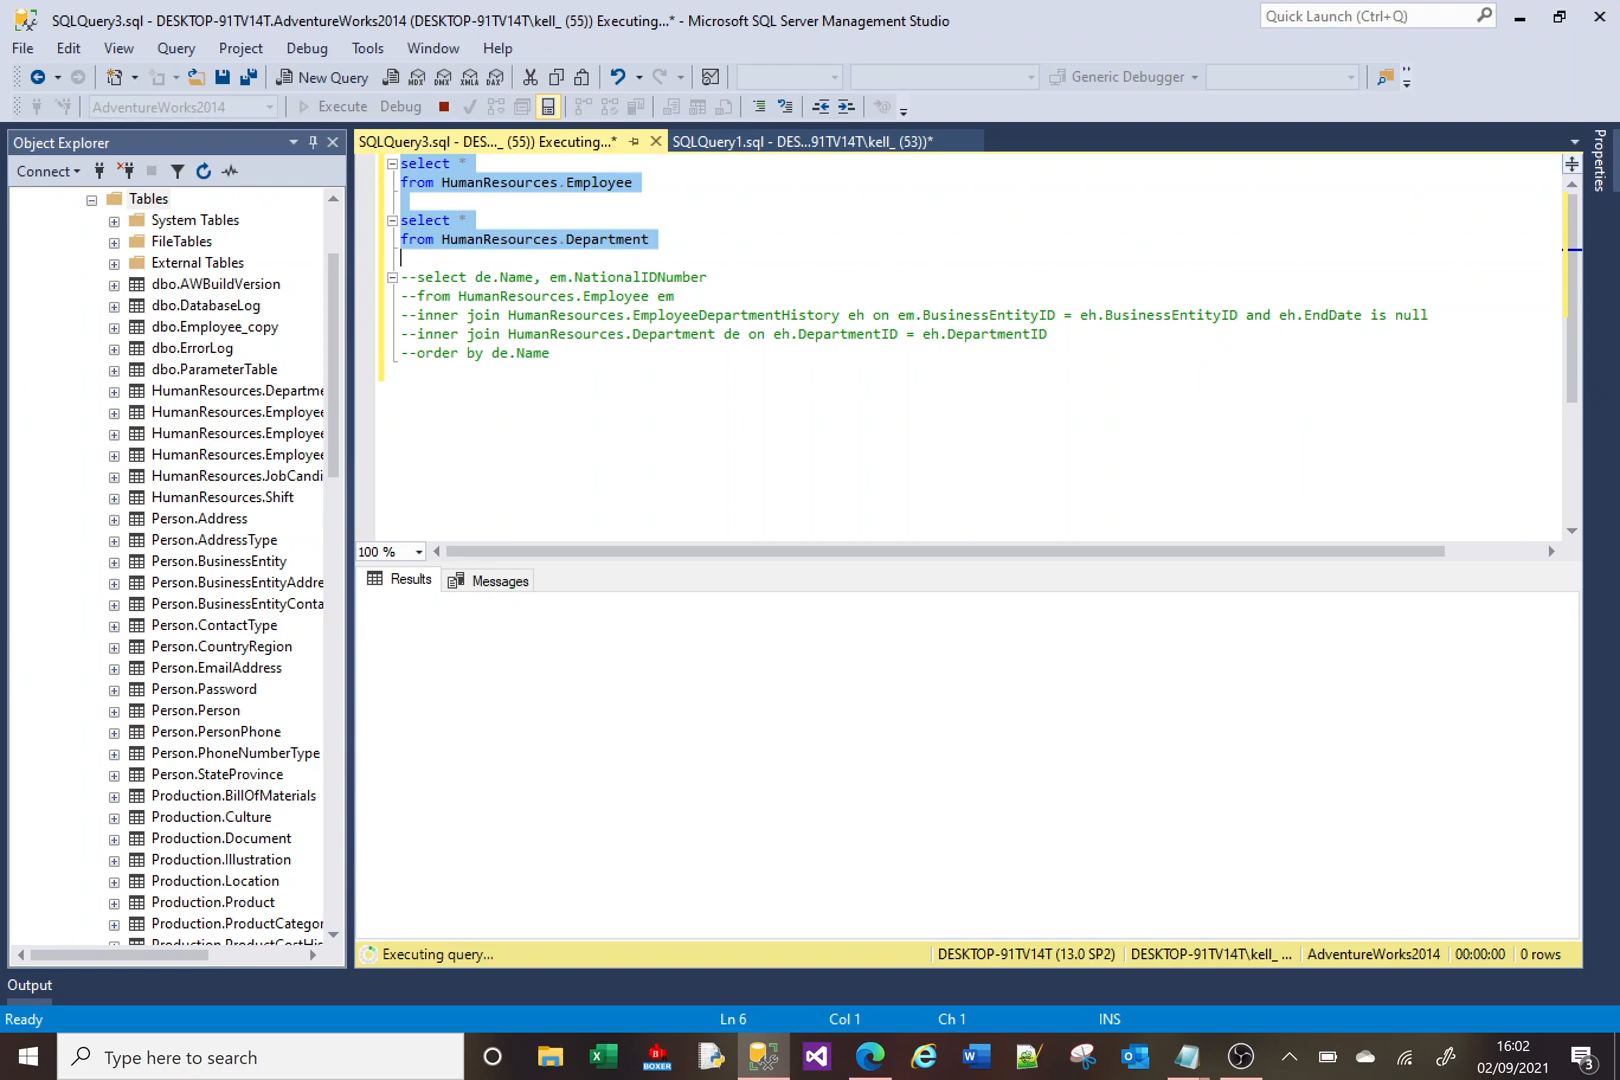 SQLQuery3.sql - DESKTOP-91TV14T.AdventureWorks2014 (DESKTOP-91TV14T\kell_ (55)) Executing...* - Microsoft SQL Server Management Studio
Quick Launch (Ctrl+Q)
File Edit View Query Project Debug Tools Window Help
New Query
MDX DMX XMLA DAX
Generic Debugger
AdventureWorks2014
Execute Debug
Object Explorer
SQLQuery3.sql - DES..._ (55)) Executing...*
SQLQuery1.sql - DES...91TV14T\kell_ (53))*
Properties
Connect
Tables
System Tables
FileTables
External Tables
dbo.AWBuildVersion
dbo.DatabaseLog
dbo.Employee_copy
dbo.ErrorLog
dbo.ParameterTable
HumanResources.Departme
HumanResources.Employee
HumanResources.Employee
HumanResources.Employee
HumanResources.JobCandi
HumanResources.Shift
Person.Address
Person.AddressType
Person.BusinessEntity
Person.BusinessEntityAddre
Person.BusinessEntityConta
Person.ContactType
Person.CountryRegion
Person.EmailAddress
Person.Password
Person.Person
Person.PersonPhone
Person.PhoneNumberType
Person.StateProvince
Production.BillOfMaterials
Production.Culture
Production.Document
Production.Illustration
Production.Location
Production.Product
Production.ProductCategor
Production.ProductCostHis
select *
from HumanResources.Employee
select *
from HumanResources.Department
--select de.Name, em.NationalIDNumber
--from HumanResources.Employee em
--inner join HumanResources.EmployeeDepartmentHistory eh on em.BusinessEntityID = eh.BusinessEntityID and eh.EndDate is null
--inner join HumanResources.Department de on eh.DepartmentID = eh.DepartmentID
--order by de.Name
100 %
Results Messages
Executing query...
DESKTOP-91TV14T (13.0 SP2) DESKTOP-91TV14T\kell_ ... AdventureWorks2014 00:00:00 0 rows
Output
Ready
Ln 6 Col 1 Ch 1 INS
Type here to search
BOXER
16:02
02/09/2021
3